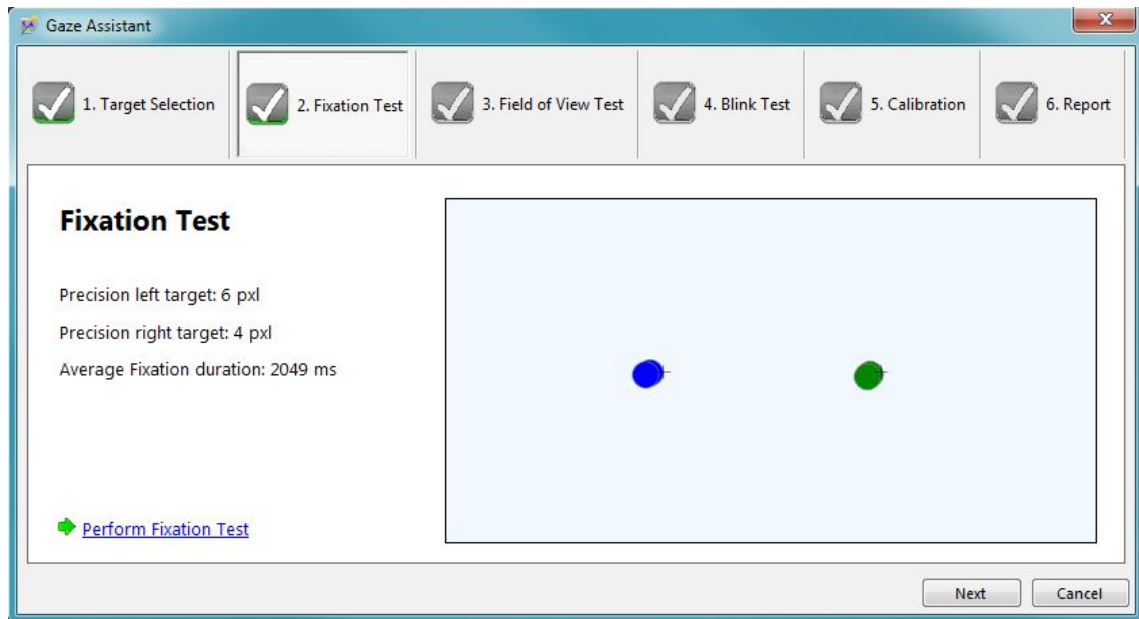 Gaze Assistant
1. Target Selection
2. Fixation Test
3. Field of View Test
4. Blink Test
5. Calibration
6. Report
Fixation Test
Precision left target: 6 pxl
Precision right target: 4 pxl
Average Fixation duration: 2049 ms
Perform Fixation Test
Next
Cancel